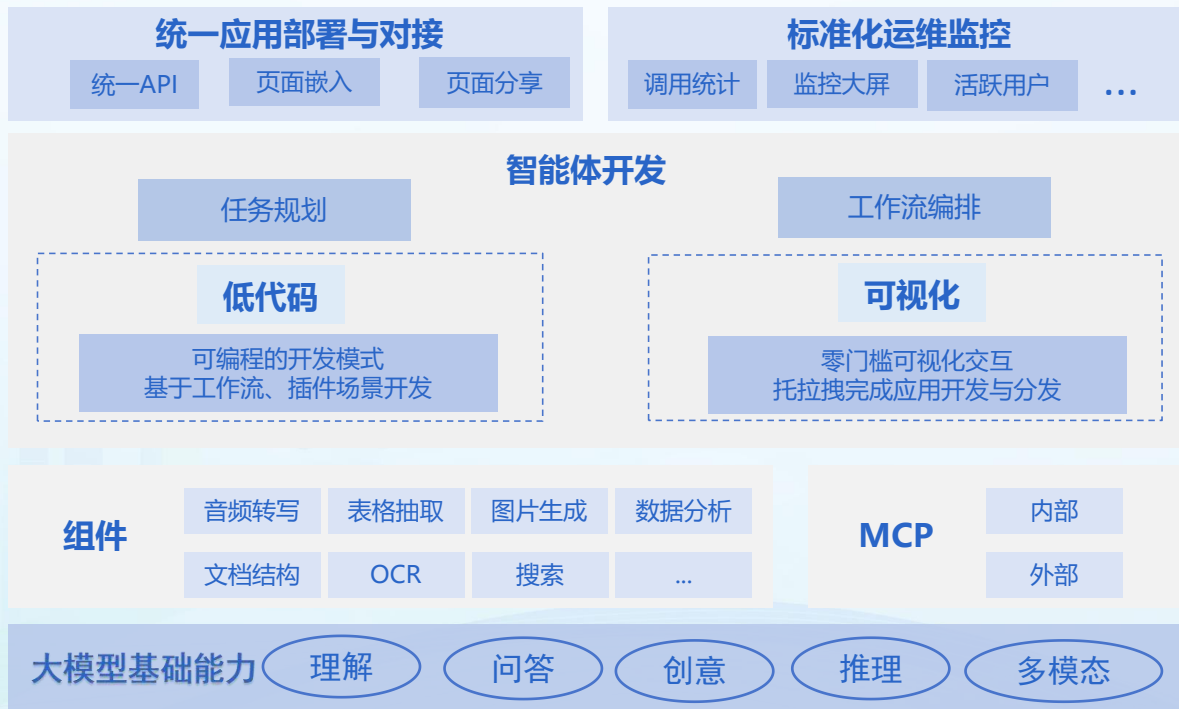 统一应用部署与对接
统一API
页面嵌入
页面分享
标准化运维监控
调用统计
监控大屏
活跃用户
...
智能体开发
任务规划
工作流编排
低代码
可编程的开发模式
基于工作流、插件场景开发
可视化
零门槛可视化交互
托拉拽完成应用开发与分发
组件
音频转写
表格抽取
图片生成
数据分析
文档结构
OCR
搜索
...
MCP
内部
外部
大模型基础能力
理解
问答
创意
推理
多模态